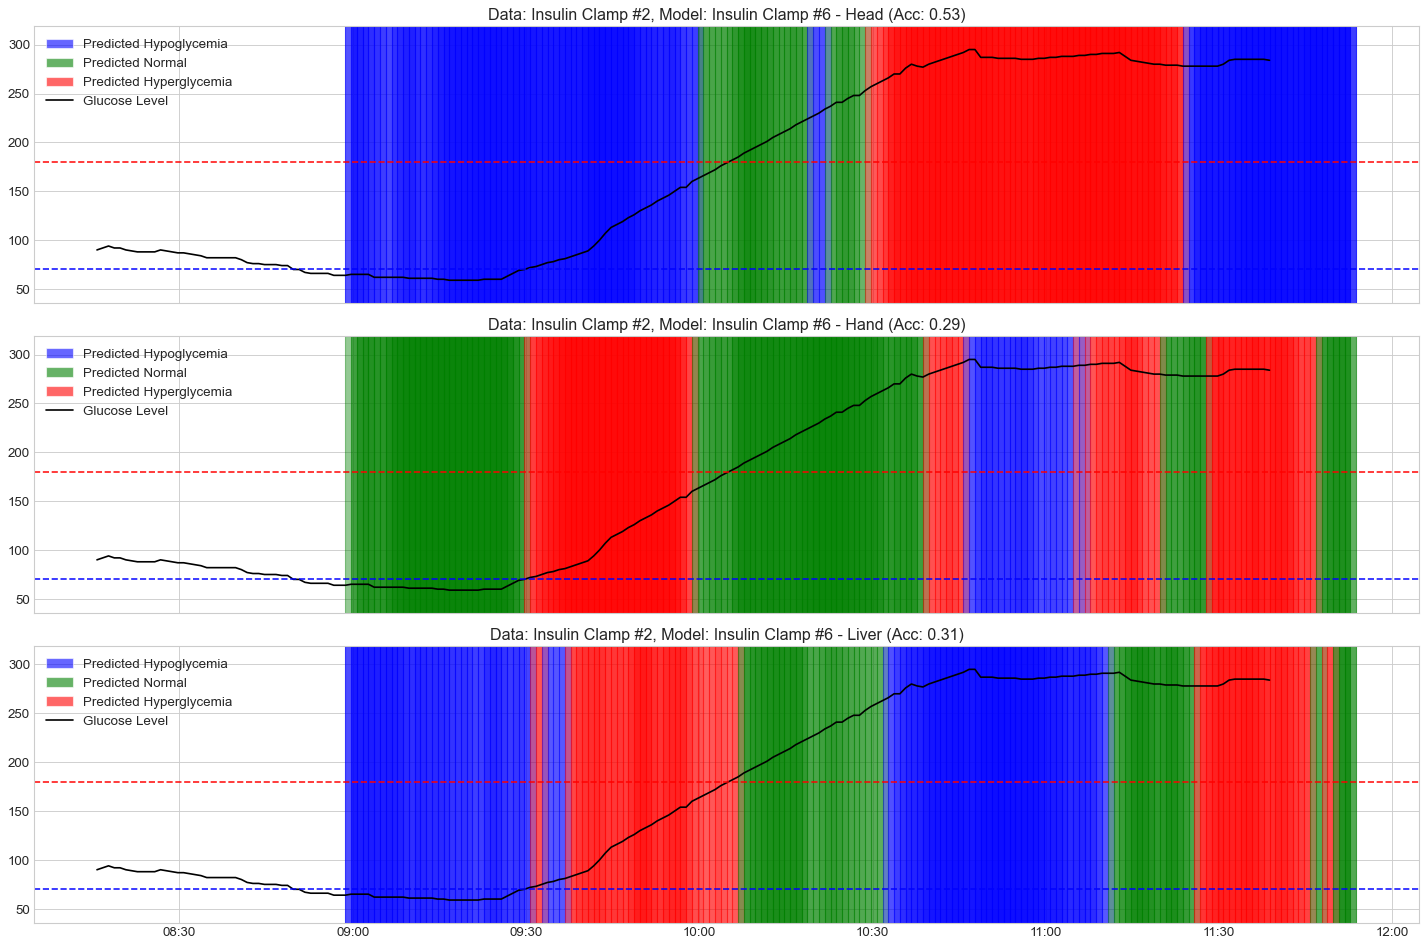 Data: Insulin Clamp #2, Model: Insulin Clamp #6 - Head (Acc: 0.53)
300
250
200
150
100
50
Predicted Hypoglycemia
Predicted Normal
Predicted Hyperglycemia
Glucose Level
Data: Insulin Clamp #2, Model: Insulin Clamp #6 - Hand (Acc: 0.29)
300
250
200
150
100
50
Predicted Hypoglycemia
Predicted Normal
Predicted Hyperglycemia
Glucose Level
Data: Insulin Clamp #2, Model: Insulin Clamp #6 - Liver (Acc: 0.31)
300
250
200
150
100
50
Predicted Hypoglycemia
Predicted Normal
Predicted Hyperglycemia
Glucose Level
08:30 09:00 09:30 10:00 10:30 11:00 11:30 12:00